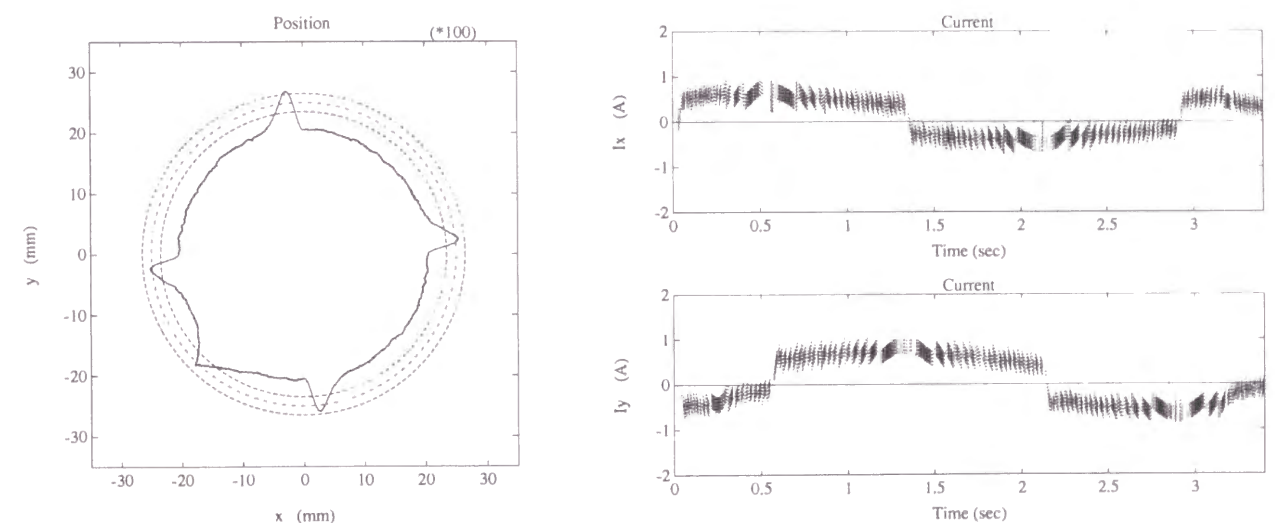 Position
(*100)
30
20
10
0
-10
-20
-30
y (mm)
-30 -20 -10 0 10 20 30
x (mm)
Current
2
1
0
-1
-2
Ix (A)
0 0.5 1 1.5 2 2.5 3
Time (sec)
Current
2
1
0
-1
-2
Iy (A)
0 0.5 1 1.5 2 2.5 3
Time (sec)